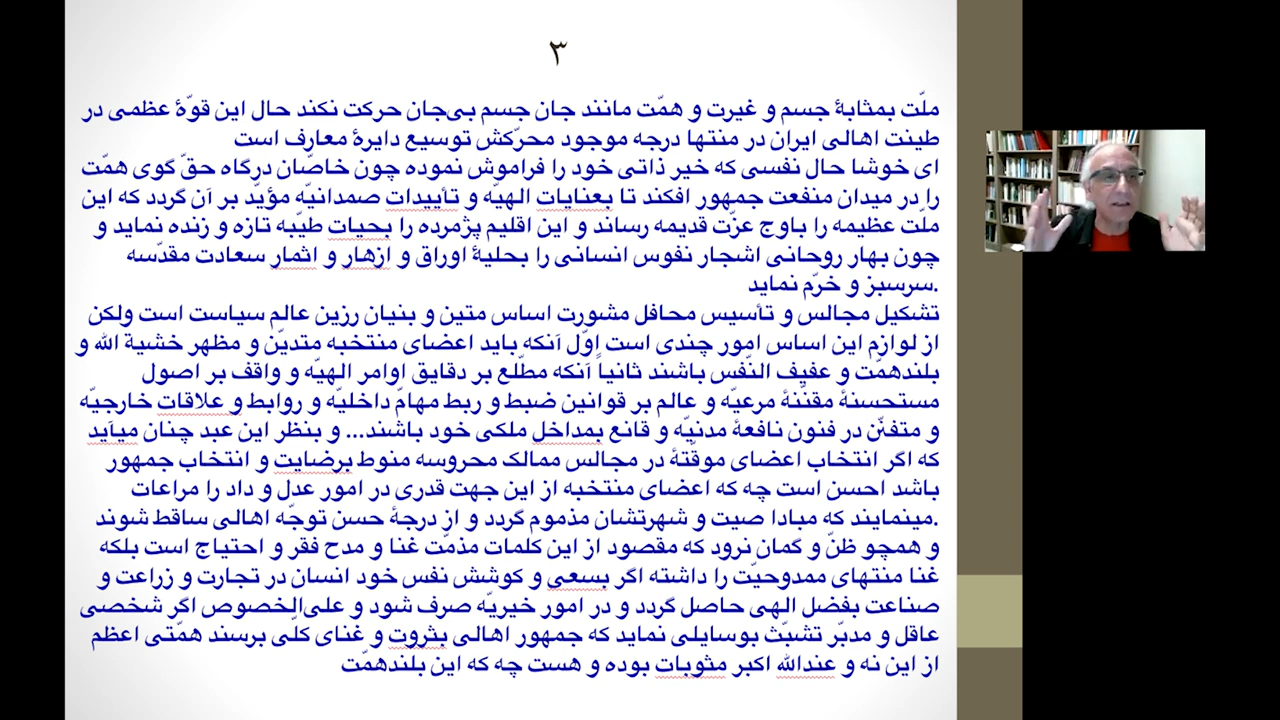 ۳
ملّت بمثابهٔ جسم و غیرت و همّت مانند جان جسم بی‌جان حرکت نکند حال این قوّهٔ عظمی در
طینت اهالی ایران در منتها درجه موجود محرّکش توسیع دایرهٔ معارف است
ای خوشا حال نفسی که خیر ذاتی خود را فراموش نموده چون خاصّان درگاه حقّ گوی همّت
را در میدان منفعت جمهور افکند تا بعنایات الهیّه و تأییدات صمدانیّه مؤیّد بر آن گردد که این
ملّت عظیمه را باوج عزّت قدیمه رساند و این اقلیم پژمرده را بحیات طیّبه تازه و زنده نماید و
چون بهار روحانی اشجار نفوس انسانی را بحلیهٔ اوراق و ازهار و اثمار سعادت مقدّسه
.سرسبز و خرّم نماید
تشکیل مجالس و تأسیس محافل مشورت اساس متین و بنیان رزین عالم سیاست است ولکن
از لوازم این اساس امور چندی است اوّل آنکه باید اعضای منتخبه متدیّن و مظهر خشیة الله و
بلندهمّت و عفیف النّفس باشند ثانیاً آنکه مطّلع بر دقایق اوامر الهیّه و واقف بر اصول
مستحسنهٔ مقنّنهٔ مرعیّه و عالم بر قوانین ضبط و ربط مهامّ داخلیّه و روابط و علاقات خارجیّه
و متفنّن در فنون نافعهٔ مدنیّه و قانع بمداخل ملکی خود باشند... و بنظر این عبد چنان میآید
که اگر انتخاب اعضای موقّتهٔ در مجالس ممالک محروسه منوط برضایت و انتخاب جمهور
باشد احسن است چه که اعضای منتخبه از این جهت قدری در امور عدل و داد را مراعات
.مینمایند که مبادا صیت و شهرتشان مذموم گردد و از درجهٔ حسن توجّه اهالی ساقط شوند
و همچو ظنّ و گمان نرود که مقصود از این کلمات مذمّت غنا و مدح فقر و احتیاج است بلکه
غنا منتهای ممدوحیّت را داشته اگر بسعی و کوشش نفس خود انسان در تجارت و زراعت و
صناعت بفضل الهی حاصل گردد و در امور خیریّه صرف شود و علی‌الخصوص اگر شخصی
عاقل و مدبّر تشبّث بوسایلی نماید که جمهور اهالی بثروت و غنای کلّی برسند همّتی اعظم
از این نه و عندالله اکبر مثوبات بوده و هست چه که این بلندهمّت